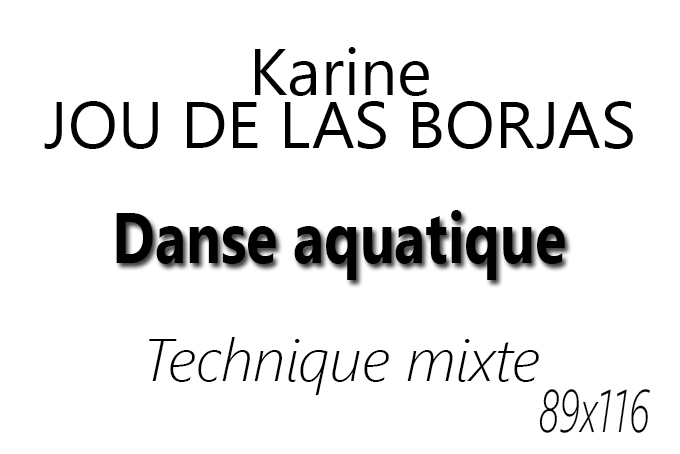 Karine
JOU DE LAS BORJAS
Danse aquatique
Technique mixte
89x116